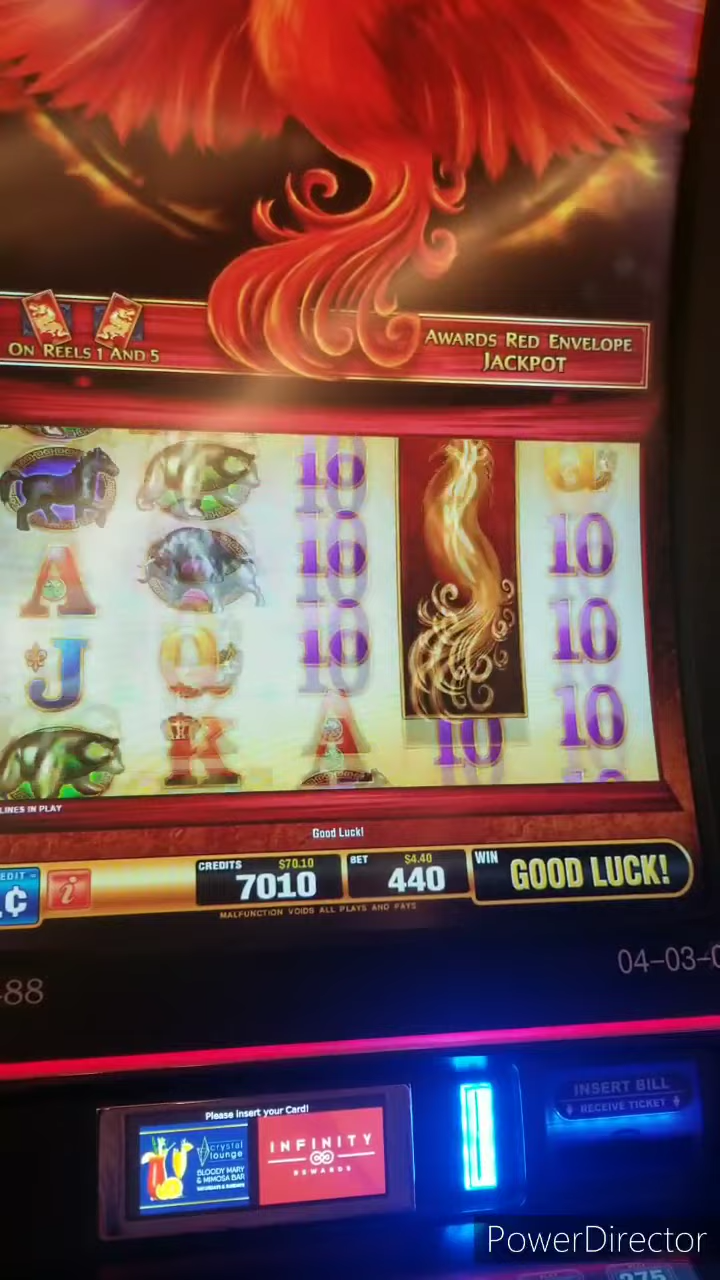 ON REELS 1 AND 5
AWARDS RED ENVELOPE
JACKPOT
10
10
10
10
A
10
J
10
Q
K
A
10
LINES IN PLAY
Good Luck!
CREDITS $70.10
7010
BET $4.40
440
WIN
GOOD LUCK!
EDIT =
¢
i
MALFUNCTION VOIDS ALL PLAYS AND PAYS
-88
04-03-0
Please Insert your Card!
crystal
lounge
BLOODY MARY
& MIMOSA BAR
INFINITY
REWARDS
INSERT BILL
RECEIVE TICKET
PowerDirector